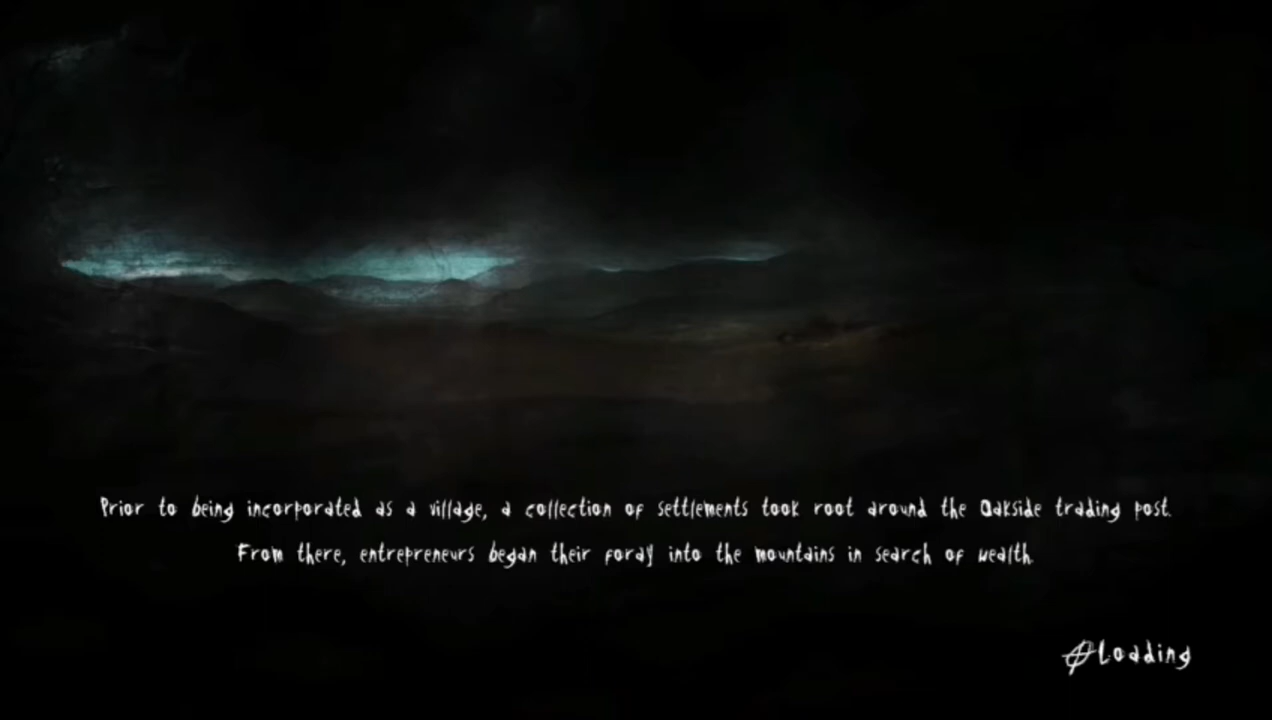 Prior to being incorporated as a village, a collection of settlements took root around the Oakside trading post.
From there, entrepreneurs began their foray into the mountains in search of wealth.
Loading